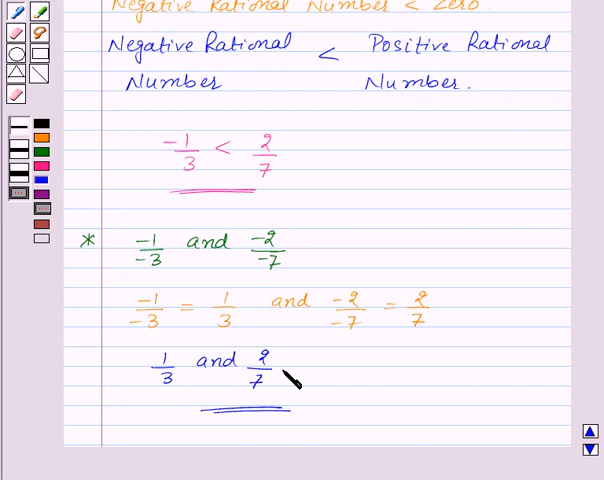 Negative Rational Number < Zero.
Negative Rational Number < Positive Rational Number.
-1/3 < 2/7
* -1/-3 and -2/-7
-1/-3 = 1/3 and -2/-7 = 2/7
1/3 and 2/7